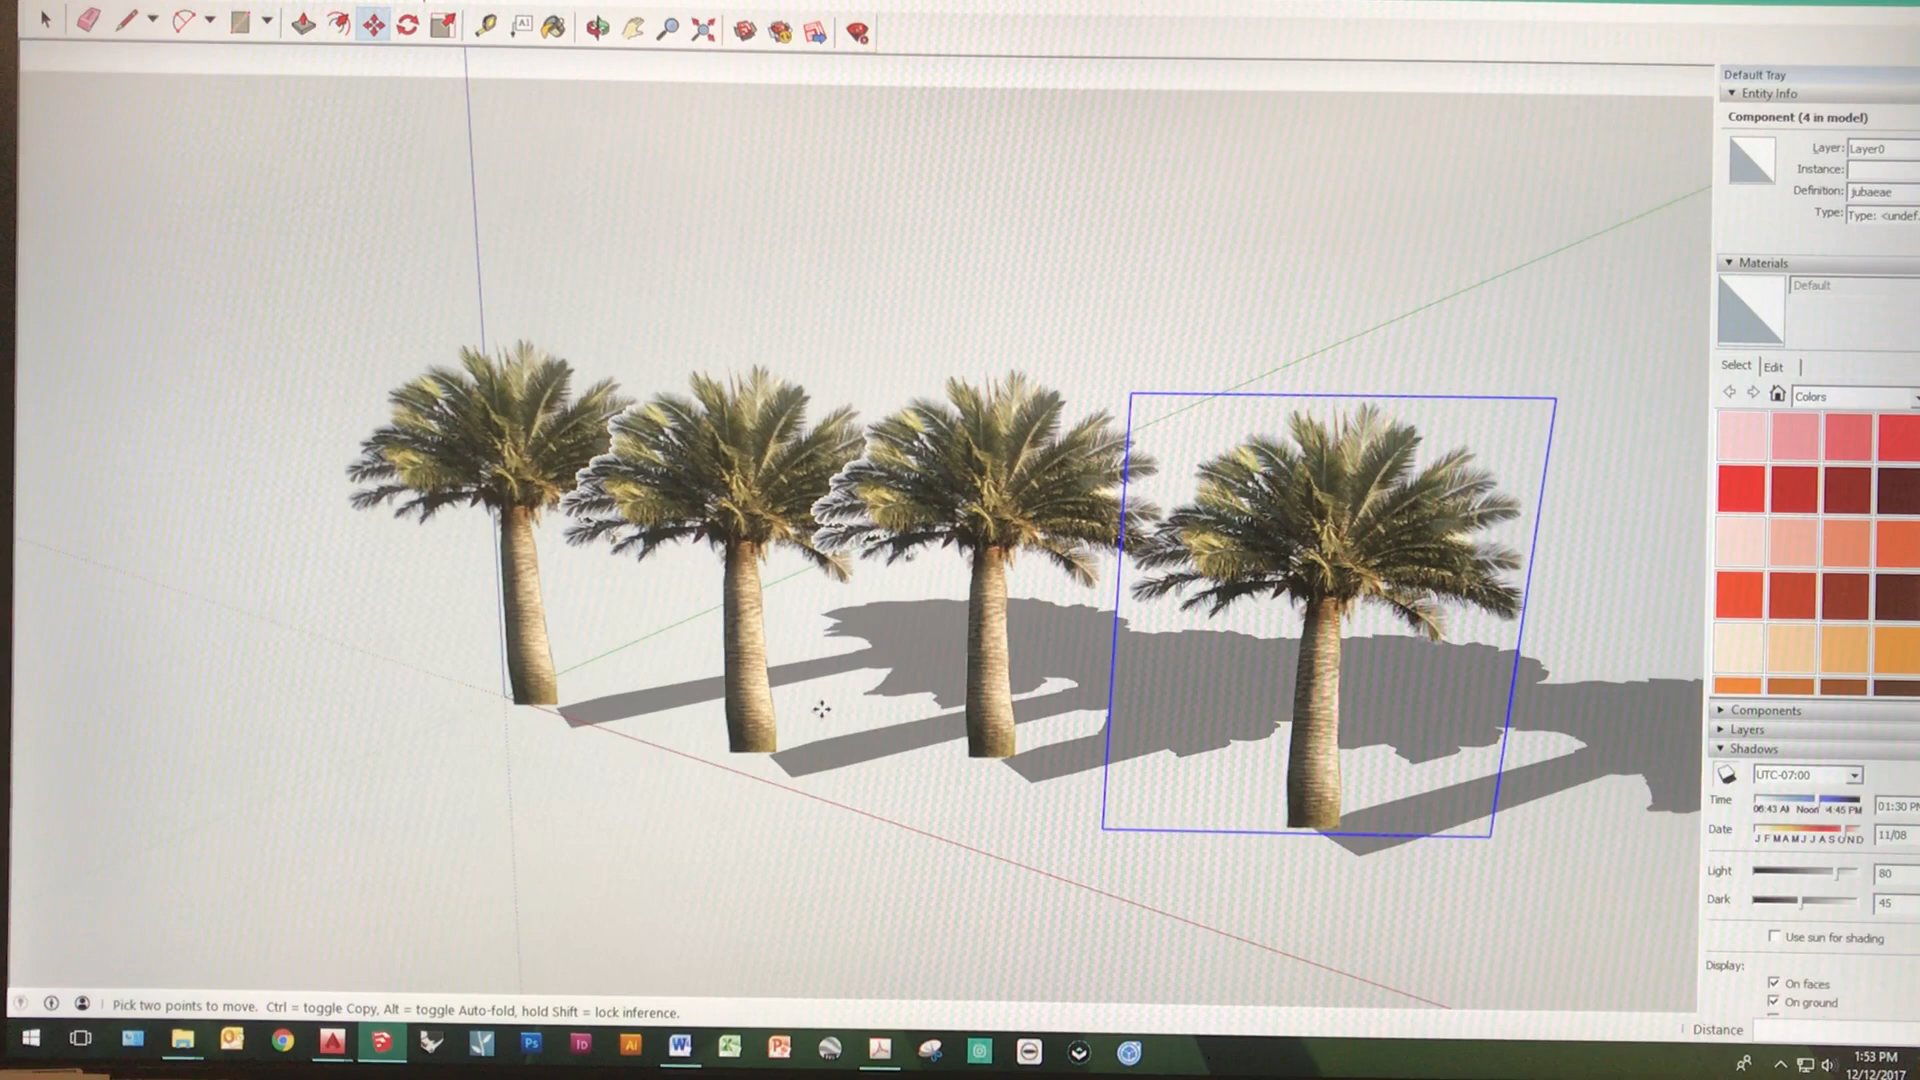 A1
Default Tray
Entity Info
Component (4 in model)
Layer: Layer0
Instance:
Definition: jubaeae
Type: Type: <undef.
Materials
Default
Select Edit
Colors
Components
Layers
Shadows
UTC-07:00
Time 06:43 AM Noon 4:45 PM 01:30 PM
Date J F M A M J J A S O N D 11/08
Light 80
Dark 45
Use sun for shading
Display:
On faces
On ground
Pick two points to move. Ctrl = toggle Copy, Alt = toggle Auto-fold, hold Shift = lock inference.
Distance
Ps
Id
Ai
W
X
P
1:53 PM
12/12/2017